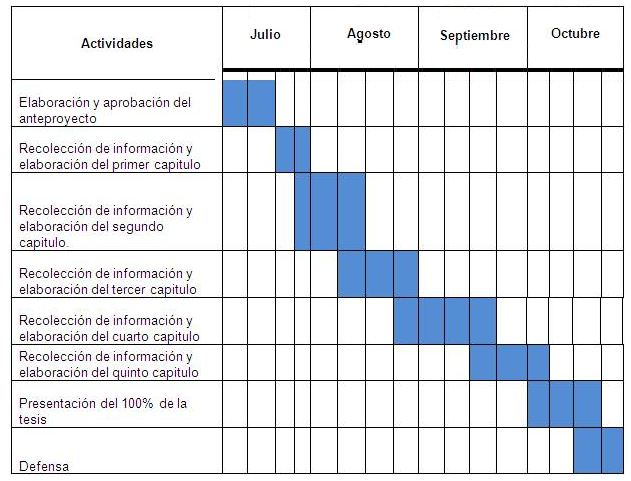 Actividades
Julio
Agosto
Septiembre
Octubre
Elaboración y aprobación del
anteproyecto
Recolección de información y
elaboración del primer capitulo
Recolección de información y
elaboración del segundo
capitulo.
Recolección de información y
elaboración del tercer capitulo
Recolección de información y
elaboración del cuarto capitulo
Recolección de información y
elaboración del quinto capitulo
Presentación del 100% de la
tesis
Defensa